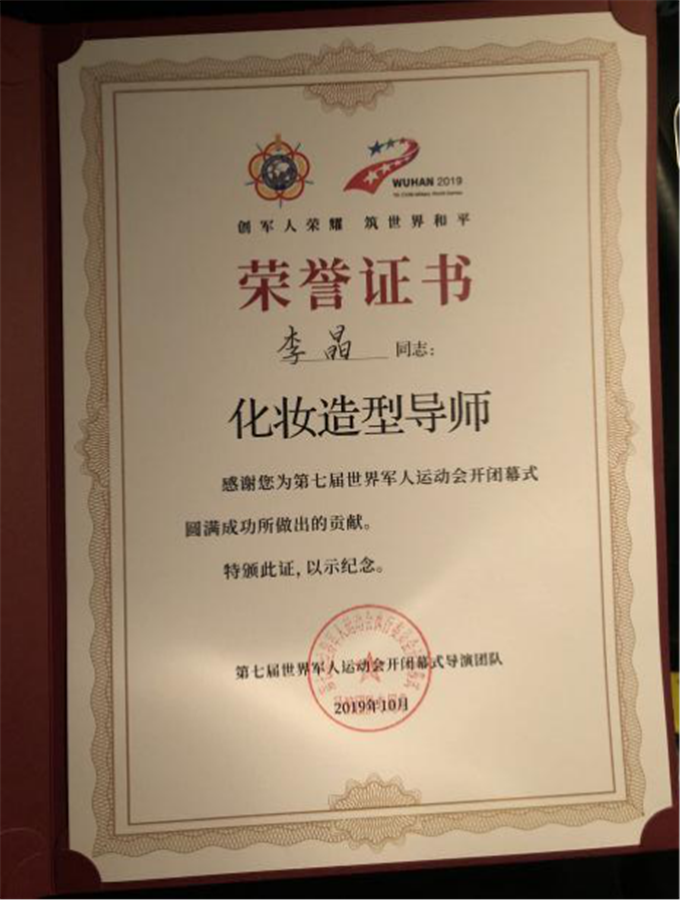 WUHAN 2019
创军人荣耀 筑世界和平
荣誉证书
李晶 同志：
化妆造型导师
感谢您为第七届世界军人运动会开闭幕式
圆满成功所做出的贡献。
特颁此证，以示纪念。
第七届世界军人运动会开闭幕式导演团队
2019年10月